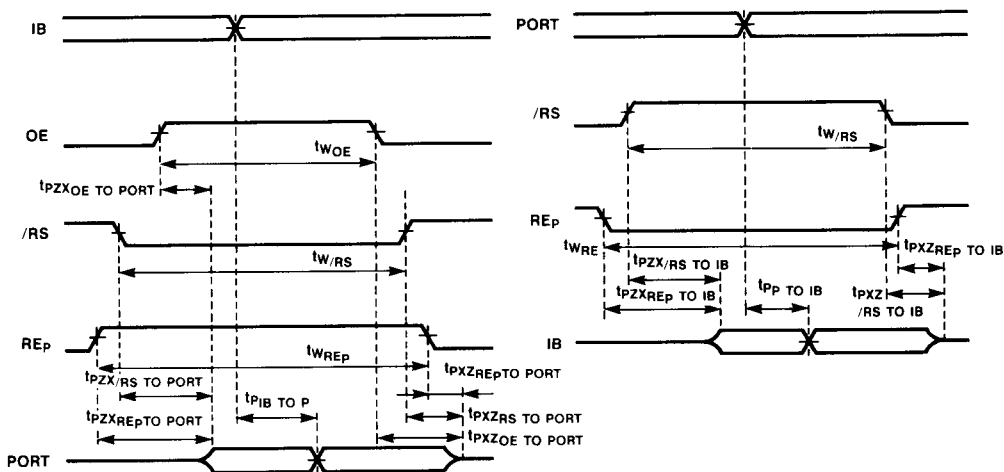 IB
OE
tWOE
tPZXOE TO PORT
/RS
tW/RS
REP
tWREP
tPZX/RS TO PORT
tPXZREPTO PORT
tPZXREPTO PORT
tPIB TO P
tPXZRS TO PORT
tPXZOE TO PORT
PORT
PORT
/RS
tW/RS
REP
tWRE
tPXZREP TO IB
tPZX/RS TO IB
tPZXREP TO IB
tPP TO IB
tPXZ
/RS TO IB
IB